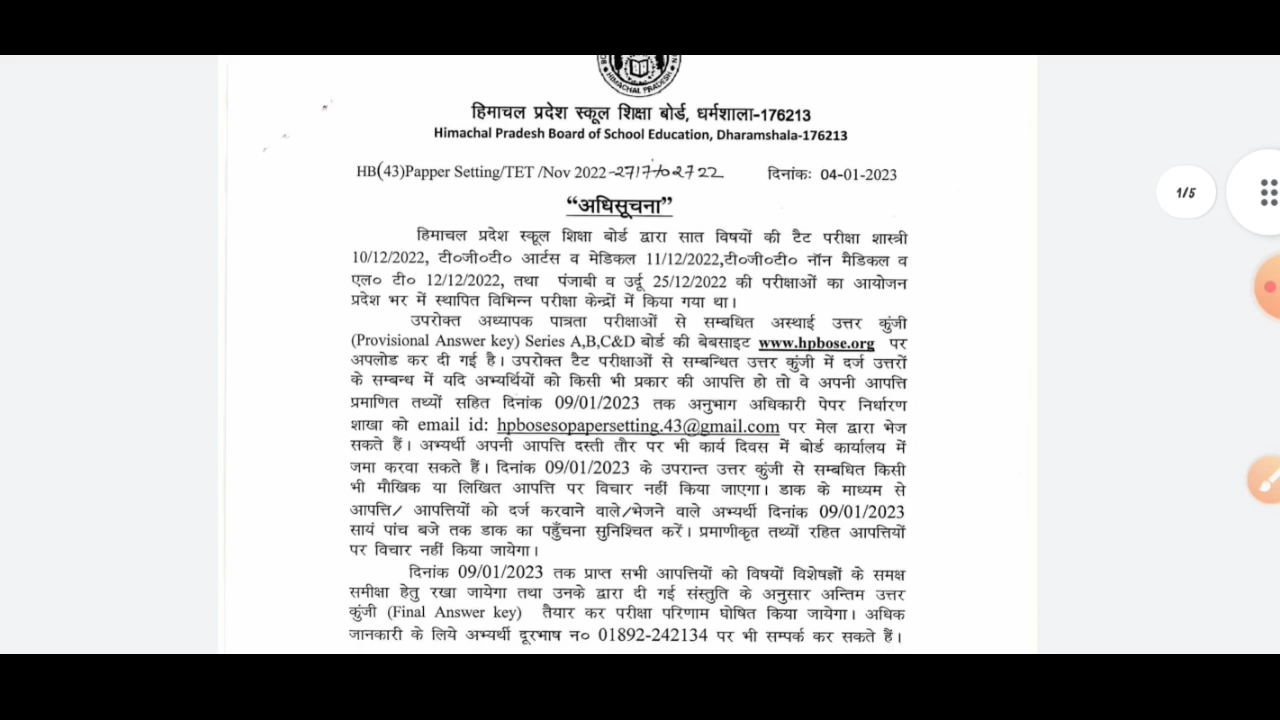 HIMACHAL PRADESH
हिमाचल प्रदेश स्कूल शिक्षा बोर्ड, धर्मशाला-176213
Himachal Pradesh Board of School Education, Dharamshala-176213
HB(43)Papper Setting/TET /Nov 2022-2717 to 2722 दिनांकः 04-01-2023
“अधिसूचना”
हिमाचल प्रदेश स्कूल शिक्षा बोर्ड द्वारा सात विषयों की टैट परीक्षा शास्त्री
10/12/2022, टी०जी०टी० आर्टस व मेडिकल 11/12/2022,टी०जी०टी० नॉन मैडिकल व
एल० टी० 12/12/2022, तथा पंजाबी व उर्दू 25/12/2022 की परीक्षाओं का आयोजन
प्रदेश भर में स्थापित विभिन्न परीक्षा केन्द्रों में किया गया था।
उपरोक्त अध्यापक पात्रता परीक्षाओं से सम्बधित अस्थाई उत्तर कुंजी
(Provisional Answer key) Series A,B,C&D बोर्ड की बेबसाइट www.hpbose.org पर
अपलोड कर दी गई है। उपरोक्त टैट परीक्षाओं से सम्बन्धित उत्तर कुंजी में दर्ज उत्तरों
के सम्बन्ध में यदि अभ्यर्थियों को किसी भी प्रकार की आपत्ति हो तो वे अपनी आपत्ति
प्रमाणित तथ्यों सहित दिनांक 09/01/2023 तक अनुभाग अधिकारी पेपर निर्धारण
शाखा को email id: hpbosesopapersetting.43@gmail.com पर मेल द्वारा भेज
सकते हैं। अभ्यर्थी अपनी आपत्ति दस्ती तौर पर भी कार्य दिवस में बोर्ड कार्यालय में
जमा करवा सकते हैं। दिनांक 09/01/2023 के उपरान्त उत्तर कुंजी से सम्बधित किसी
भी मौखिक या लिखित आपत्ति पर विचार नहीं किया जाएगा। डाक के माध्यम से
आपत्ति/ आपत्तियों को दर्ज करवाने वाले/भेजने वाले अभ्यर्थी दिनांक 09/01/2023
सायं पांच बजे तक डाक का पहुँचना सुनिश्चित करें। प्रमाणीकृत तथ्यों रहित आपत्तियों
पर विचार नहीं किया जायेगा।
दिनांक 09/01/2023 तक प्राप्त सभी आपत्तियों को विषयों विशेषज्ञों के समक्ष
समीक्षा हेतु रखा जायेगा तथा उनके द्वारा दी गई संस्तुति के अनुसार अन्तिम उत्तर
कुंजी (Final Answer key) तैयार कर परीक्षा परिणाम घोषित किया जायेगा। अधिक
जानकारी के लिये अभ्यर्थी दूरभाष न० 01892-242134 पर भी सम्पर्क कर सकते हैं।
1/5